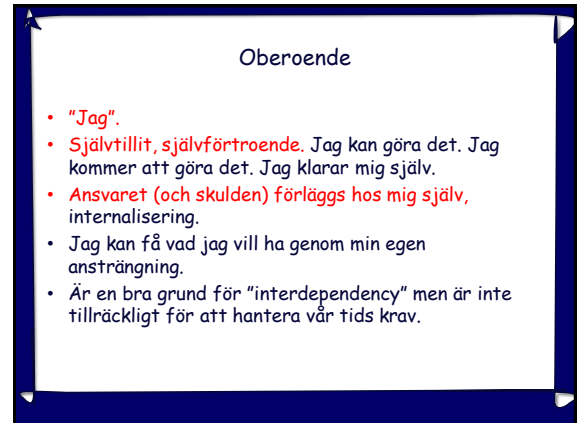 Oberoende
• "Jag".
• Självtillit, självförtroende. Jag kan göra det. Jag
kommer att göra det. Jag klarar mig själv.
• Ansvaret (och skulden) förläggs hos mig själv,
internalisering.
• Jag kan få vad jag vill ha genom min egen
ansträngning.
• Är en bra grund för "interdependency" men är inte
tillräckligt för att hantera vår tids krav.